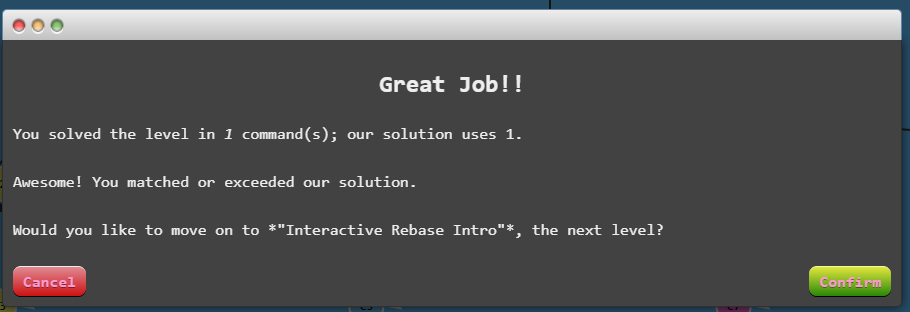 Great Job!!
You solved the level in 1 command(s); our solution uses 1.
Awesome! You matched or exceeded our solution.
Would you like to move on to *"Interactive Rebase Intro"*, the next level?
Cancel
Confirm